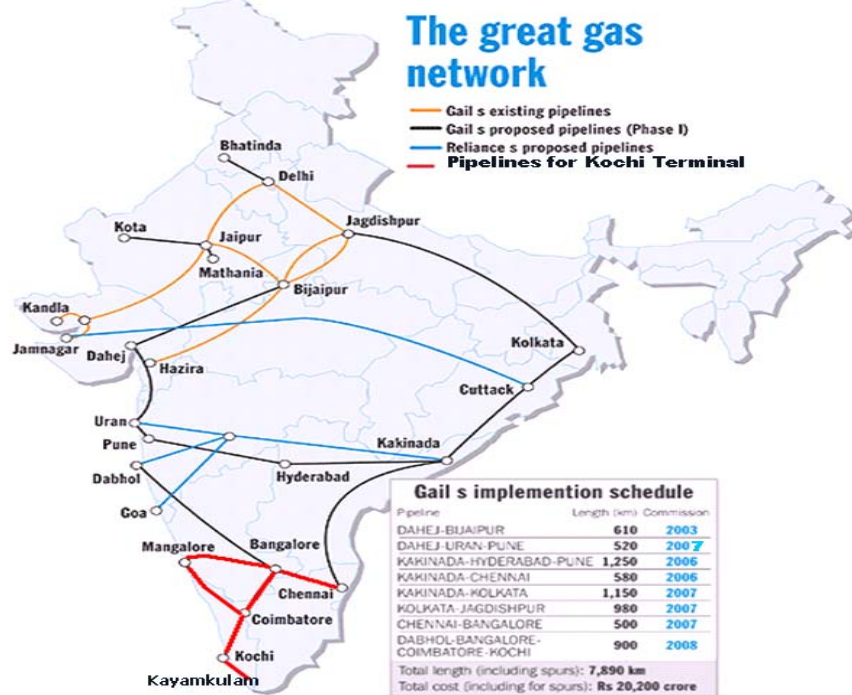 The great gas
network
Gail s existing pipelines
Gail s proposed pipelines (Phase I)
Reliance s proposed pipelines
Pipelines for Kochi Terminal
Bhatinda
Delhi
Jagdishpur
Kota
Jaipur
Mathania
Bijaipur
Kandla
Jamnagar
Dahej
Hazira
Kolkata
Cuttack
Uran
Pune
Kakinada
Dabhol
Hyderabad
Goa
Mangalore
Bangalore
Chennai
Coimbatore
Kochi
Kayamkulam
Gail s implemention schedule
Pipeline Length (km) Commission
DAHEJ-BIJAIPUR 610 2003
DAHEJ-URAN-PUNE 520 2007
KAKINADA-HYDERABAD-PUNE 1,250 2006
KAKINADA-CHENNAI 580 2006
KAKINADA-KOLKATA 1,150 2007
KOLKATA-JAGDISHPUR 980 2007
CHENNAI-BANGALORE 500 2007
DABHOL-BANGALORE-
COIMBATORE-KOCHI 900 2008
Total length (including spurs): 7,890 km
Total cost (including for spurs): Rs 20,200 crore